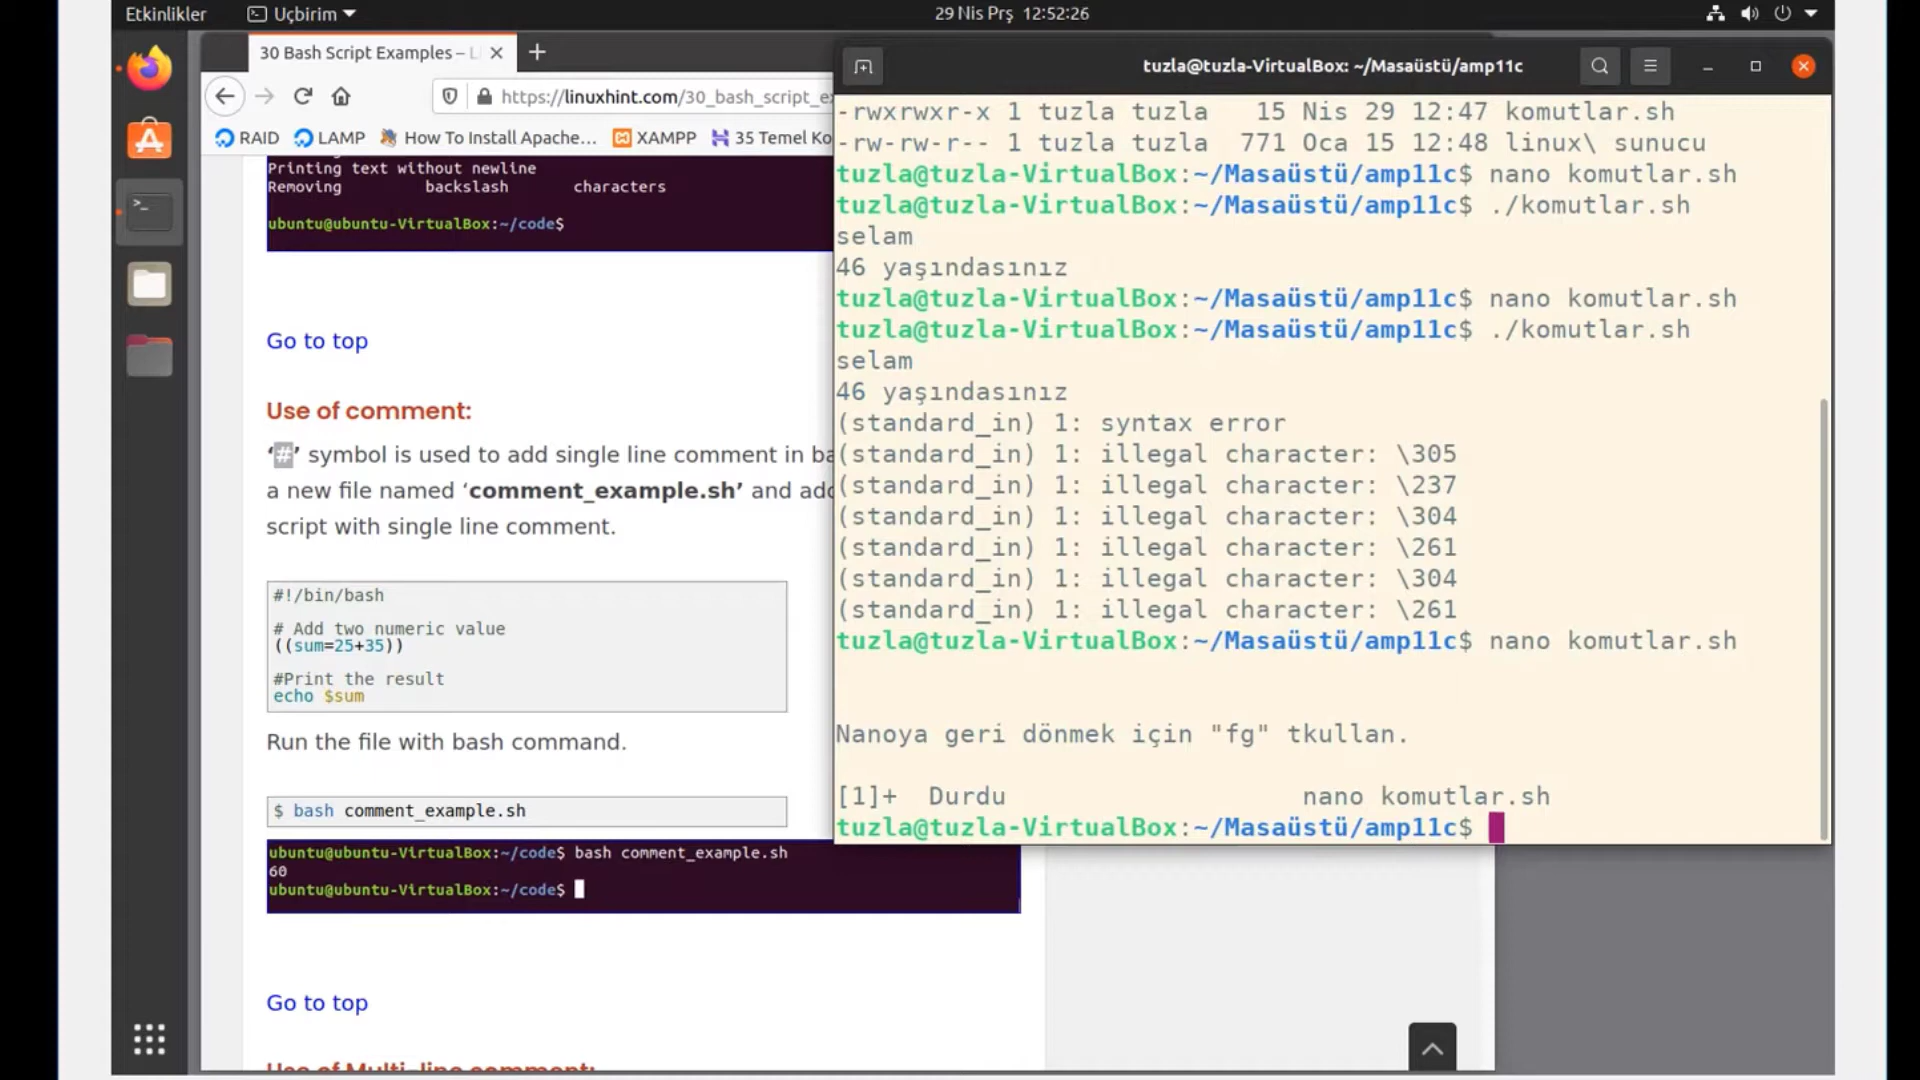 Etkinlikler
Uçbirim
29 Nis Prş 12:52:26
30 Bash Script Examples – L
https://linuxhint.com/30_bash_script_e
RAID
LAMP
How To Install Apache...
XAMPP
35 Temel Ko
Printing text without newline
Removing backslash characters
ubuntu@ubuntu-VirtualBox:~/code$
Go to top
Use of comment:
‘#’ symbol is used to add single line comment in ba
a new file named ‘comment_example.sh’ and add
script with single line comment.
#!/bin/bash
# Add two numeric value
((sum=25+35))
#Print the result
echo $sum
Run the file with bash command.
$ bash comment_example.sh
ubuntu@ubuntu-VirtualBox:~/code$ bash comment_example.sh
60
ubuntu@ubuntu-VirtualBox:~/code$
Go to top
Use of Multi-line comment:
tuzla@tuzla-VirtualBox: ~/Masaüstü/amp11c
-rwxrwxr-x 1 tuzla tuzla 15 Nis 29 12:47 komutlar.sh
-rw-rw-r-- 1 tuzla tuzla 771 Oca 15 12:48 linux\ sunucu
tuzla@tuzla-VirtualBox:~/Masaüstü/amp11c$ nano komutlar.sh
tuzla@tuzla-VirtualBox:~/Masaüstü/amp11c$ ./komutlar.sh
selam
46 yaşındasınız
tuzla@tuzla-VirtualBox:~/Masaüstü/amp11c$ nano komutlar.sh
tuzla@tuzla-VirtualBox:~/Masaüstü/amp11c$ ./komutlar.sh
selam
46 yaşındasınız
(standard_in) 1: syntax error
(standard_in) 1: illegal character: \305
(standard_in) 1: illegal character: \237
(standard_in) 1: illegal character: \304
(standard_in) 1: illegal character: \261
(standard_in) 1: illegal character: \304
(standard_in) 1: illegal character: \261
tuzla@tuzla-VirtualBox:~/Masaüstü/amp11c$ nano komutlar.sh
Nanoya geri dönmek için "fg" tkullan.
[1]+ Durdu nano komutlar.sh
tuzla@tuzla-VirtualBox:~/Masaüstü/amp11c$